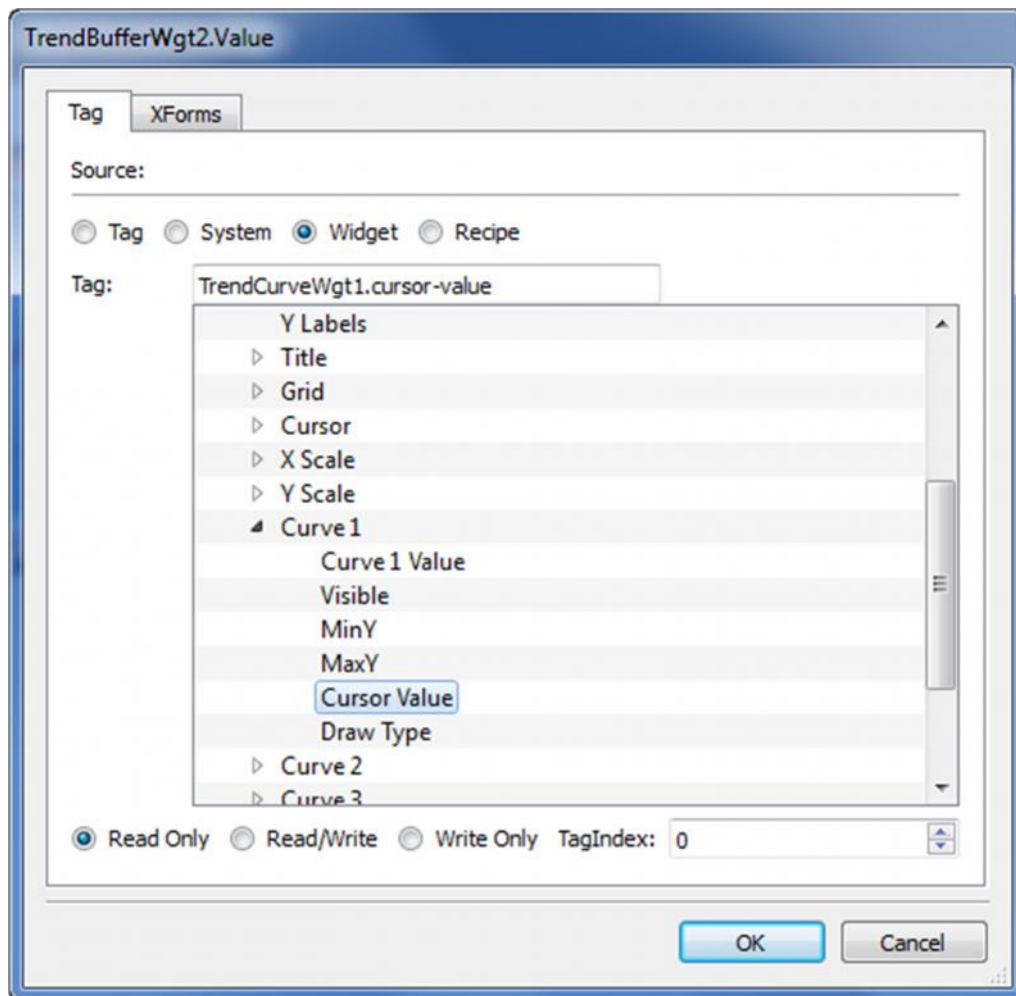 TrendBufferWgt2.Value
Tag XForms
Source:
Tag System Widget Recipe
Tag: TrendCurveWgt1.cursor-value
Y Labels
Title
Grid
Cursor
X Scale
Y Scale
Curve 1
Curve 1 Value
Visible
MinY
MaxY
Cursor Value
Draw Type
Curve 2
Curve 3
Read Only Read/Write Write Only TagIndex: 0
OK Cancel